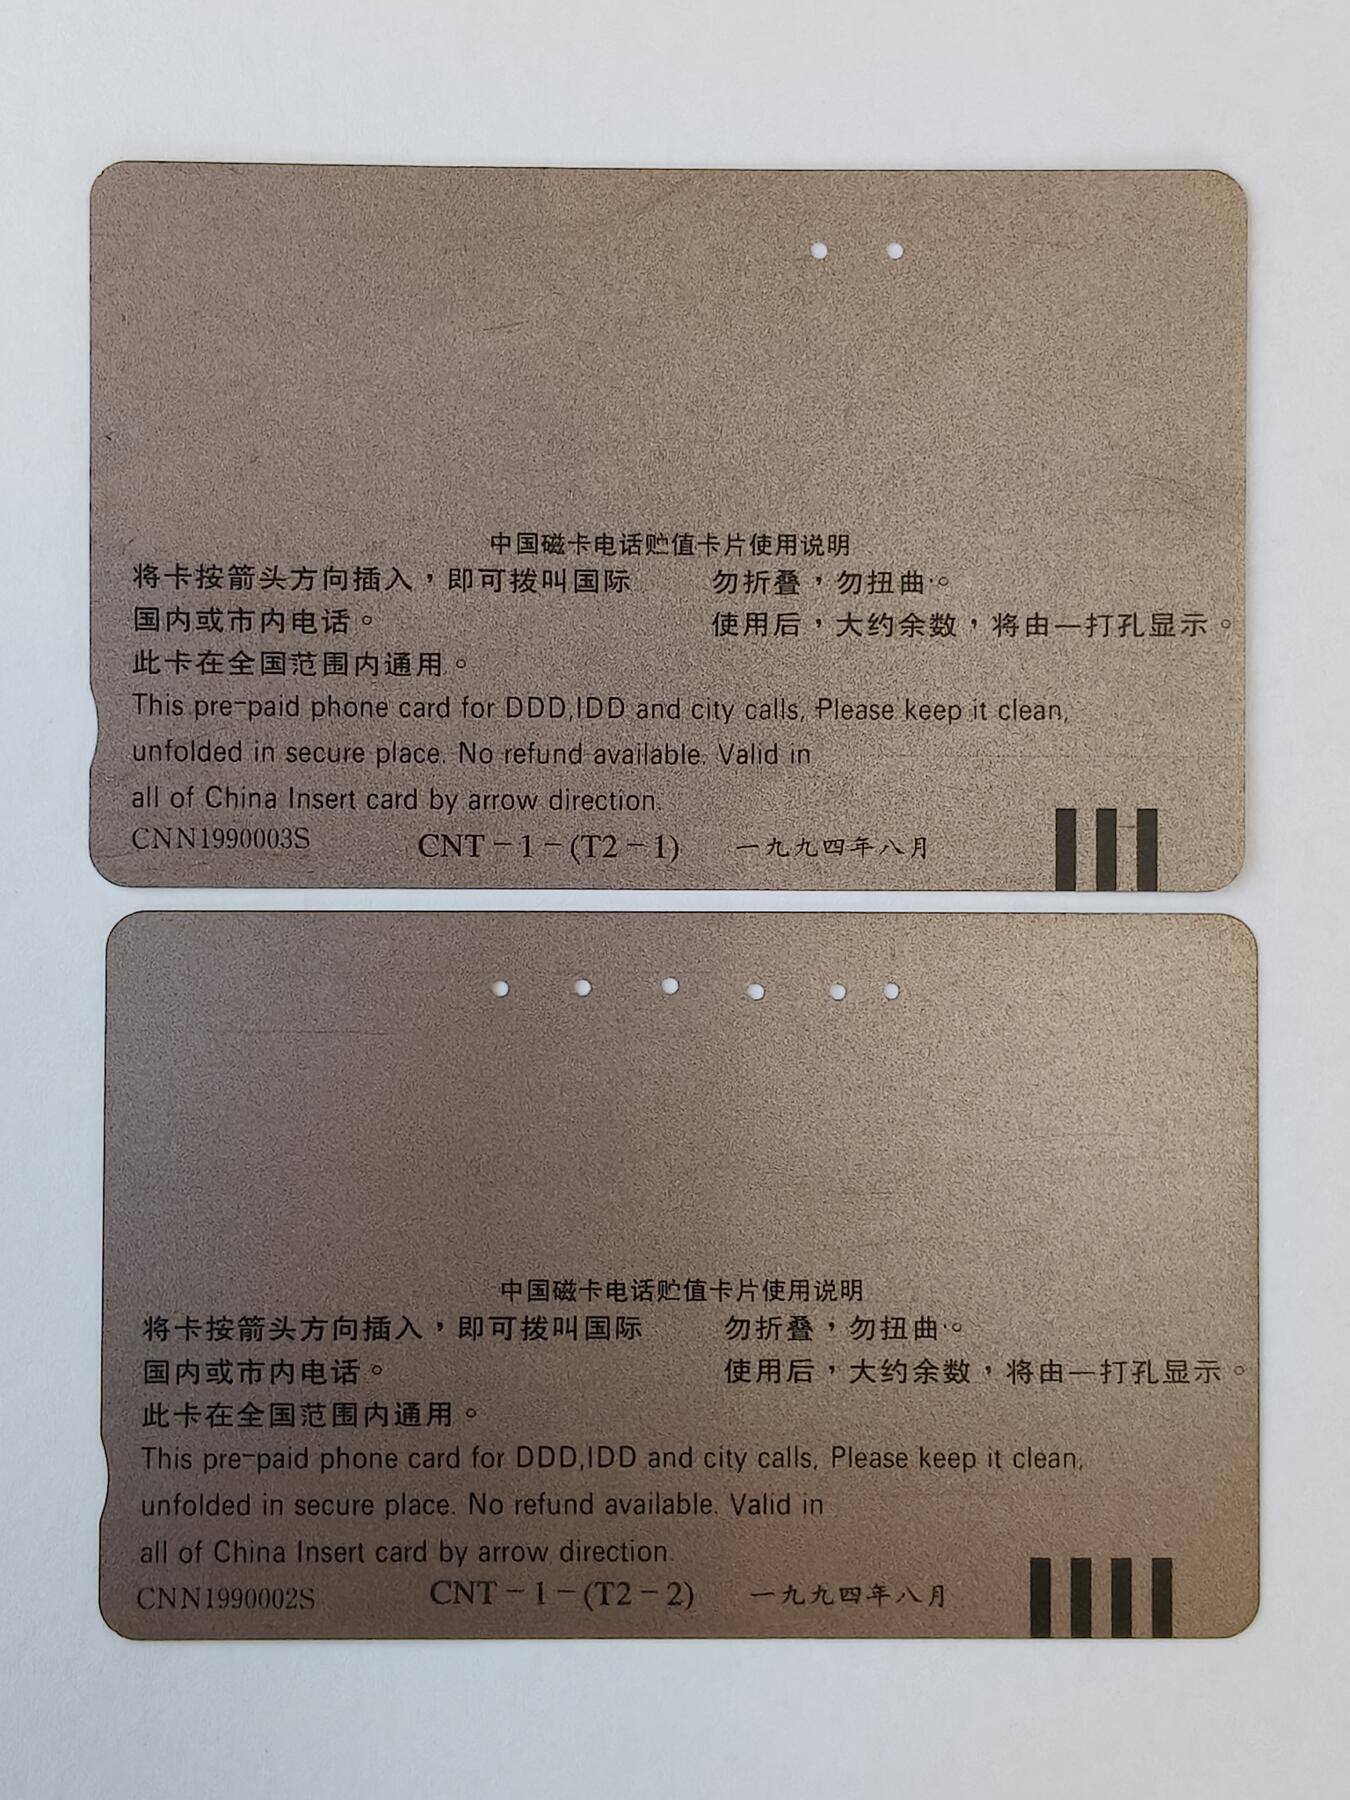 中国磁卡电话贮值卡片使用说明
将卡按箭头方向插入，即可拨叫国际
国内或市内电话。
此卡在全国范围内通用。
勿折叠，勿扭曲。
使用后，大约余数，将由一打孔显示。
This pre-paid phone card for DDD,IDD and city calls, Please keep it clean,
unfolded in secure place. No refund available. Valid in
all of China Insert card by arrow direction.
CNN1990003S CNT-1-(T2-1) 一九九四年八月
中国磁卡电话贮值卡片使用说明
将卡按箭头方向插入，即可拨叫国际
国内或市内电话。
此卡在全国范围内通用。
勿折叠，勿扭曲。
使用后，大约余数，将由一打孔显示。
This pre-paid phone card for DDD,IDD and city calls, Please keep it clean,
unfolded in secure place. No refund available. Valid in
all of China Insert card by arrow direction.
CNN1990002S CNT-1-(T2-2) 一九九四年八月